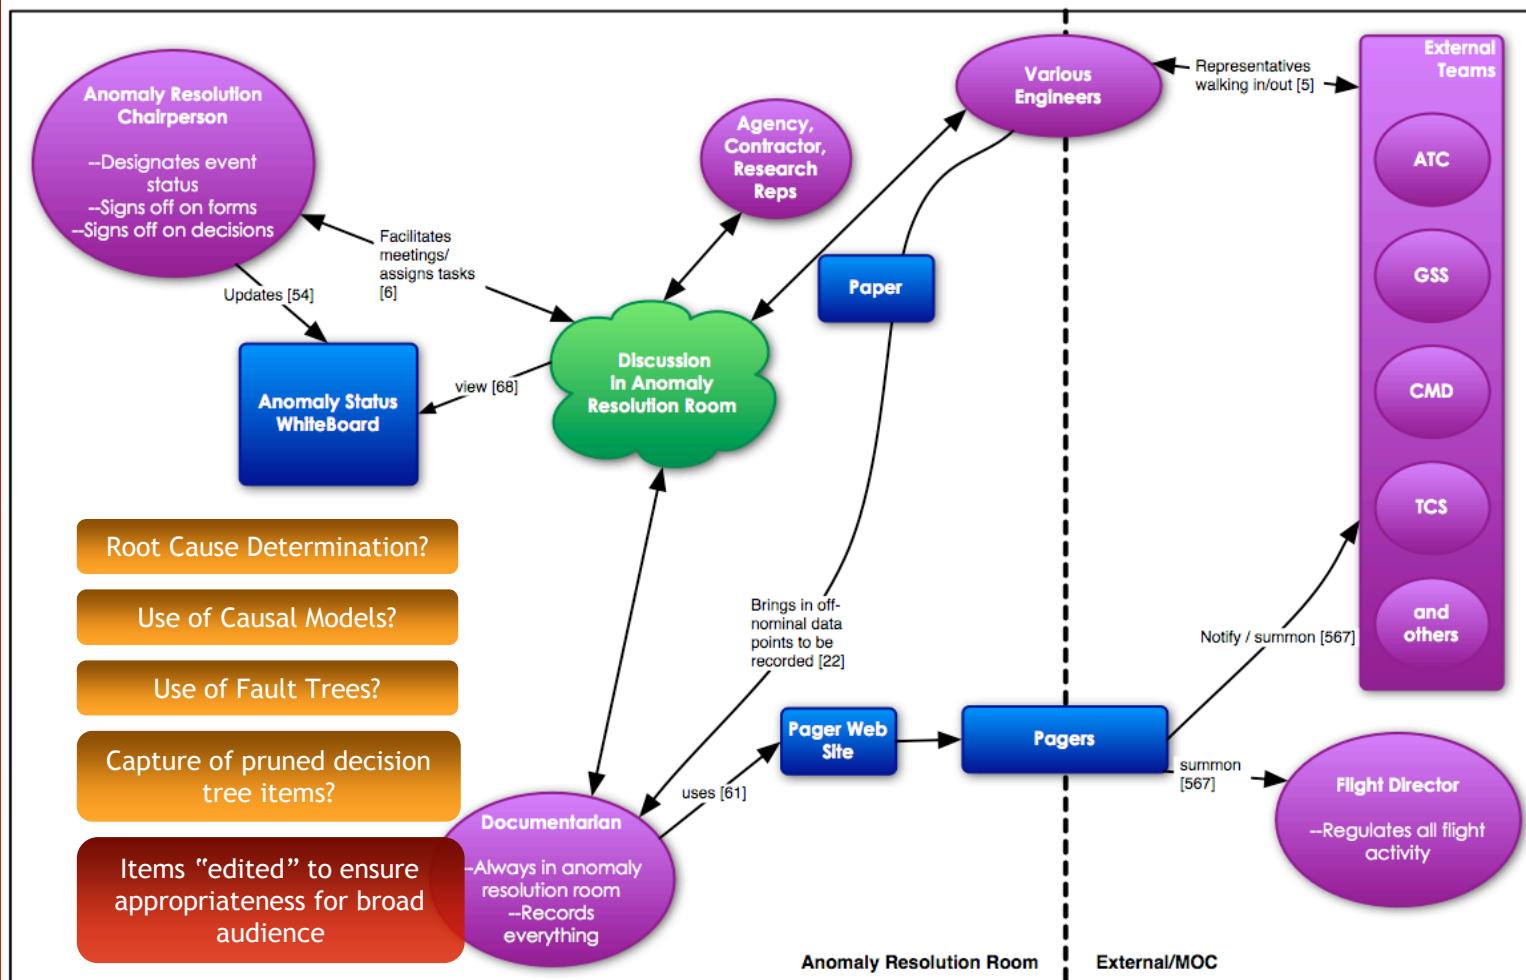 Anomaly Resolution
Chairperson
--Designates event
status
--Signs off on forms
--Signs off on decisions
Agency,
Contractor,
Research
Reps
Various
Engineers
Representatives
walking in/out [5]
External
Teams
ATC
GSS
CMD
TCS
and
others
Facilitates
meetings/
assigns tasks
[6]
Updates [54]
Paper
Anomaly Status
WhiteBoard
view [68]
Discussion
in Anomaly
Resolution Room
Root Cause Determination?
Use of Causal Models?
Use of Fault Trees?
Capture of pruned decision
tree items?
Items “edited” to ensure
appropriateness for broad
audience
Brings in off-
nominal data
points to be
recorded [22]
Notify / summon [567]
Pager Web
Site
Pagers
uses [61]
summon
[567]
Documentarian
--Always in anomaly
resolution room
--Records
everything
Flight Director
--Regulates all flight
activity
Anomaly Resolution Room
External/MOC